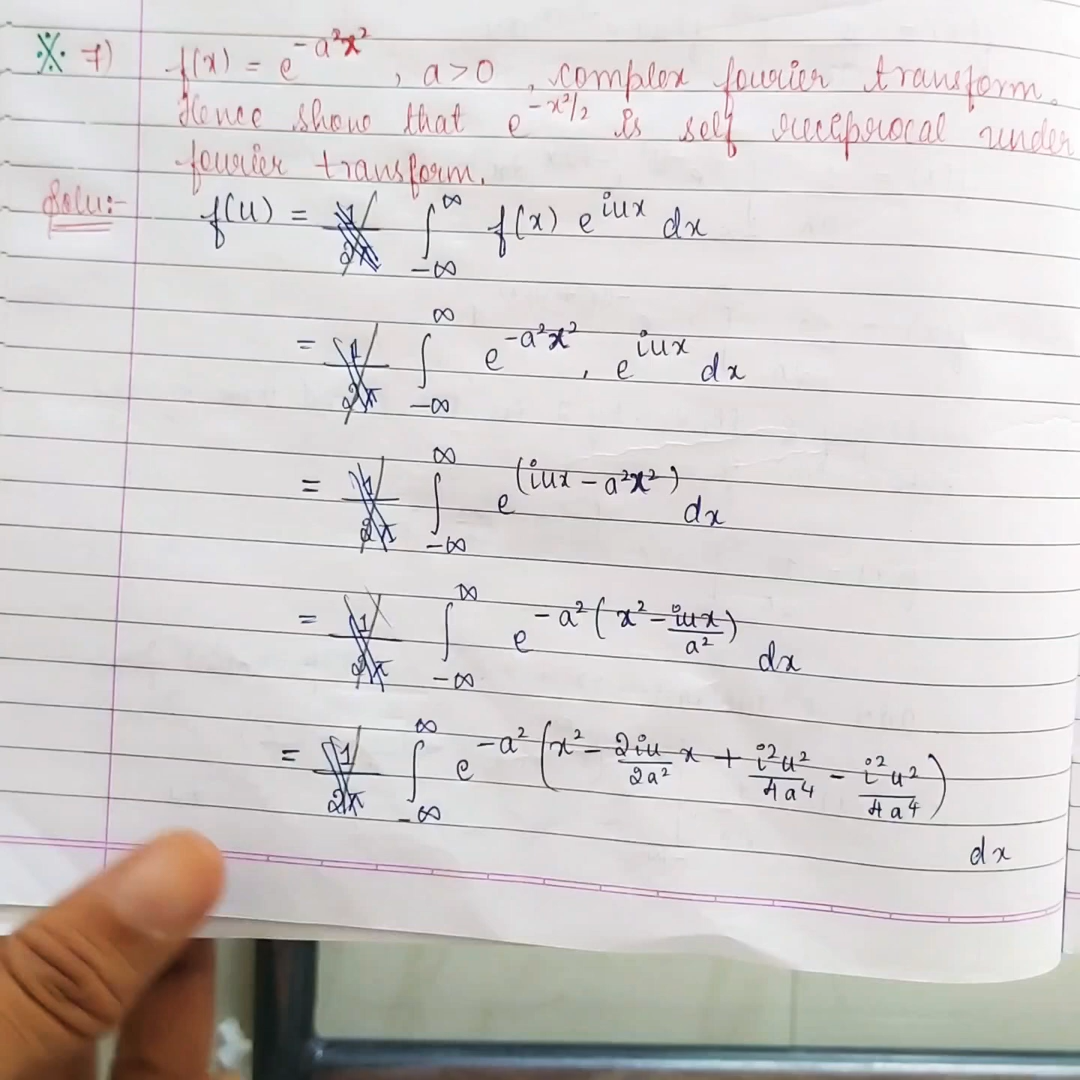 ※ 7) f(x) = e^{-a²x²}, a>0, complex fourier transform.
Hence show that e^{-x²/2} is self reciprocal under
fourier transform.
Solu:- f(u) = ~~1/2π~~ ∫_{-∞}^{∞} f(x) e^{iux} dx
= ~~1/2π~~ ∫_{-∞}^{∞} e^{-a²x²} . e^{iux} dx
= ~~1/2π~~ ∫_{-∞}^{∞} e^{(iux - a²x²)} dx
= ~~1/2π~~ ∫_{-∞}^{∞} e^{-a²(x² - iux/a²)} dx
= ~~1/2π~~ ∫_{-∞}^{∞} e^{-a²(x² - 2iu/2a² x + i²u²/4a⁴ - i²u²/4a⁴)}
dx